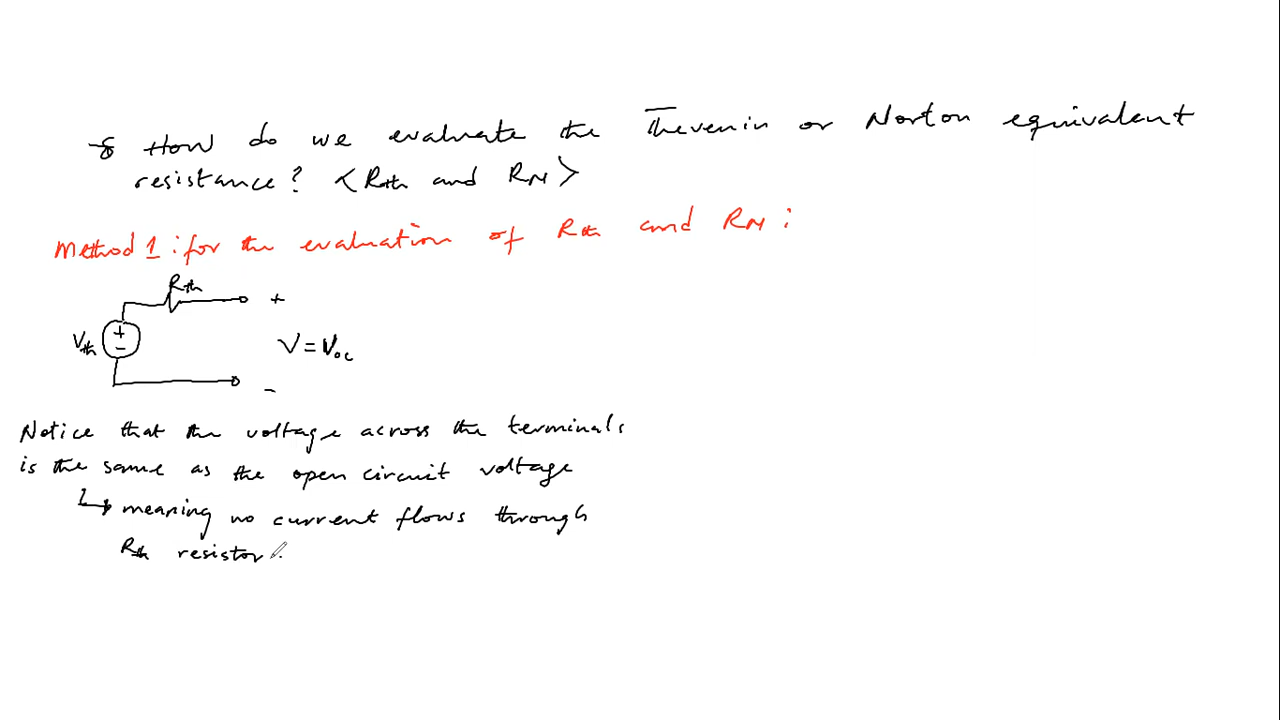 How do we evaluate the Thevenin or Norton equivalent
resistance? <Rth and RN>
Method 1: for the evaluation of Rth and RN:
Rth
+
Vth
+
-
V = Voc
-
Notice that the voltage across the terminals
is the same as the open circuit voltage
↳ meaning no current flows through
Rth resistor.